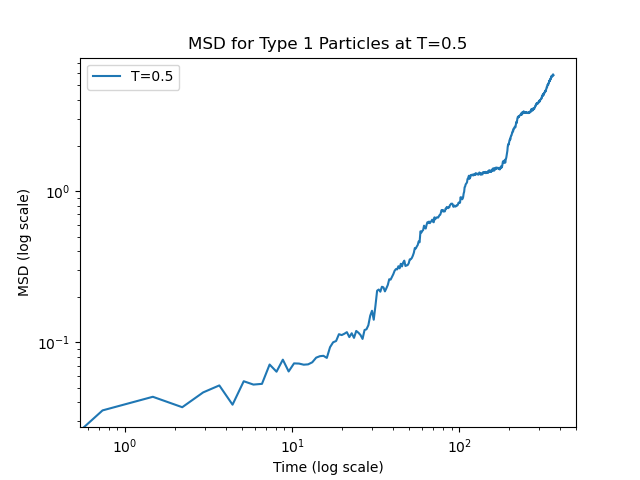 MSD for Type 1 Particles at T=0.5
T=0.5
MSD (log scale)
10⁰
10⁻¹
10⁰
10¹
10²
Time (log scale)